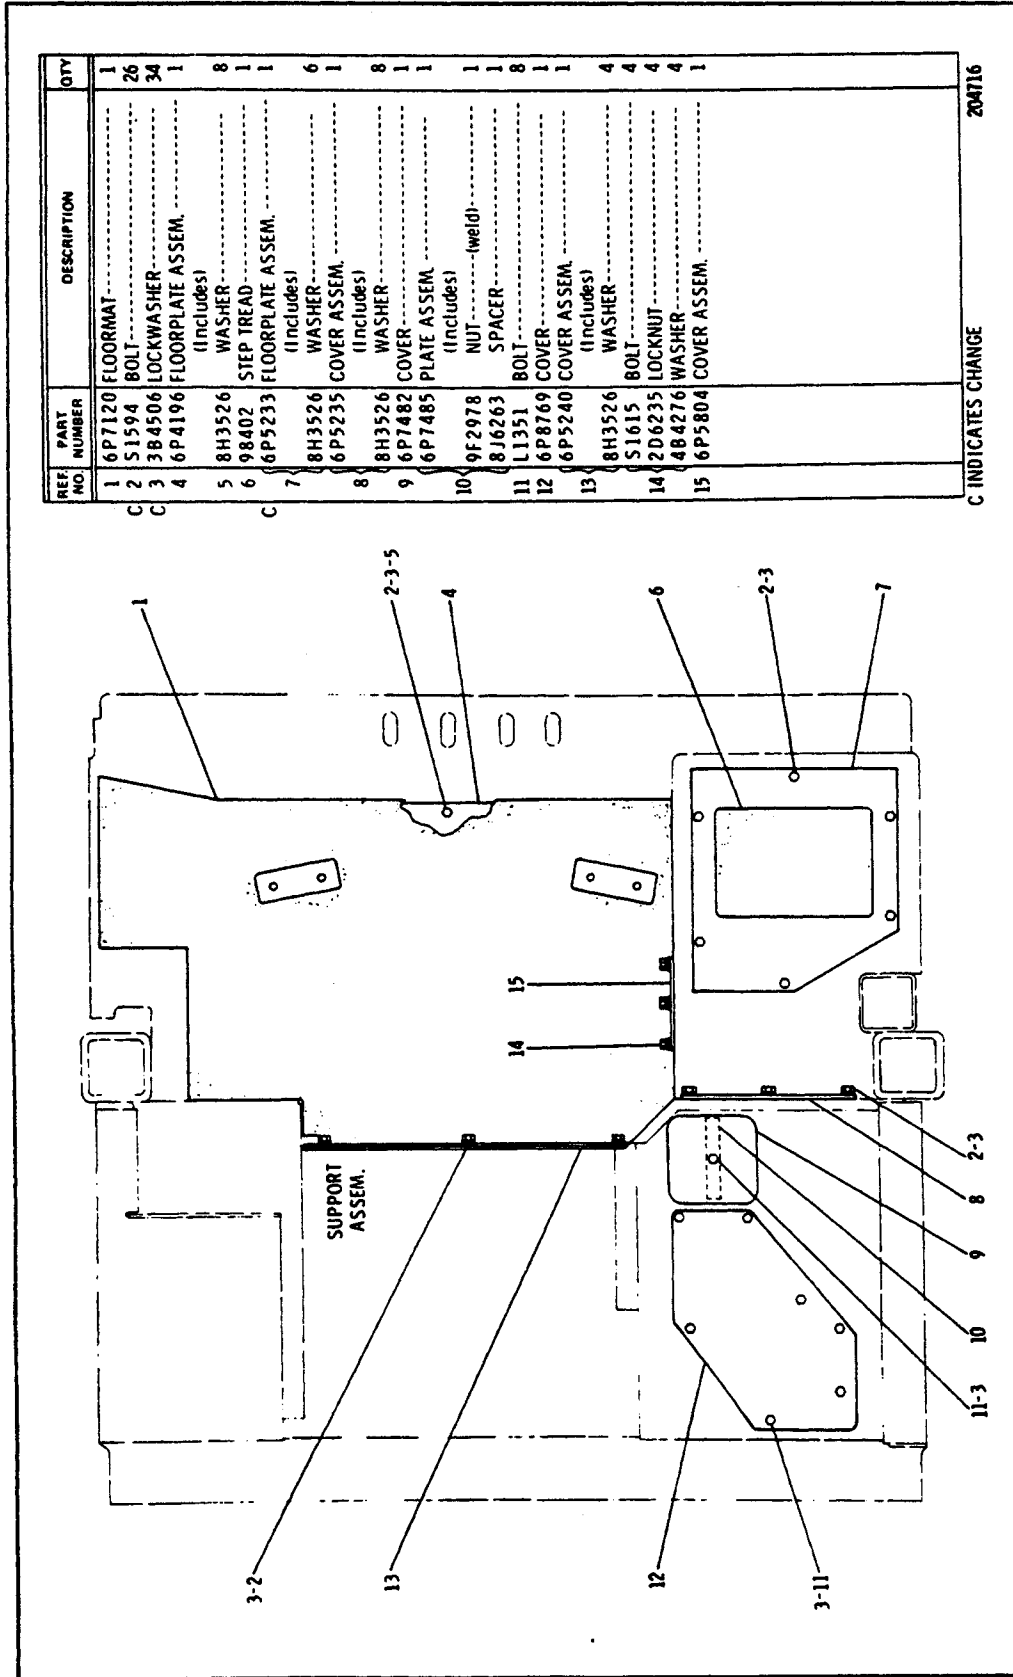 REF. NO. PART NUMBER DESCRIPTION QTY
1 6P7120 FLOORMAT 1
C 2 S1594 BOLT 26
C 3 3B4506 LOCKWASHER 34
4 6P4196 FLOORPLATE ASSEM. 1
(Includes)
5 8H3526 WASHER 8
6 9B402 STEP TREAD 1
C 7 6P5233 FLOORPLATE ASSEM. 1
(Includes)
8H3526 WASHER 6
8 6P5235 COVER ASSEM. 1
(Includes)
8H3526 WASHER 8
9 6P7482 COVER 1
10 6P7485 PLATE ASSEM. 1
(Includes)
9F2978 NUT (weld) 1
8J6263 SPACER 1
11 L1351 BOLT 8
12 6P8769 COVER 1
13 6P5240 COVER ASSEM. 1
(Includes)
8H3526 WASHER 4
14 S1615 BOLT 4
2D6235 LOCKNUT 4
4B4276 WASHER 4
15 6P5804 COVER ASSEM. 1
C INDICATES CHANGE
204716
1
2-3-5
4
6
2-3
7
15
14
SUPPORT
ASSEM.
2-3
8
9
10
11-3
3-2
13
12
3-11